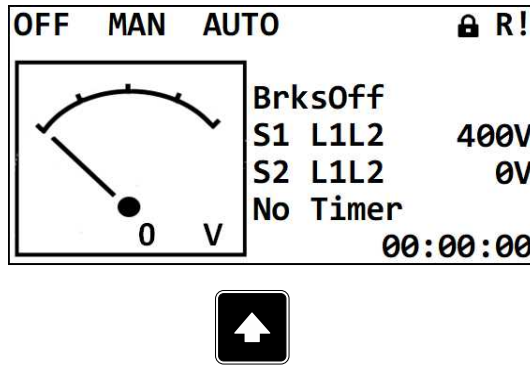 OFF MAN AUTO R!
BrksOff
S1 L1L2 400V
S2 L1L2 0V
No Timer
00:00:00
0 V